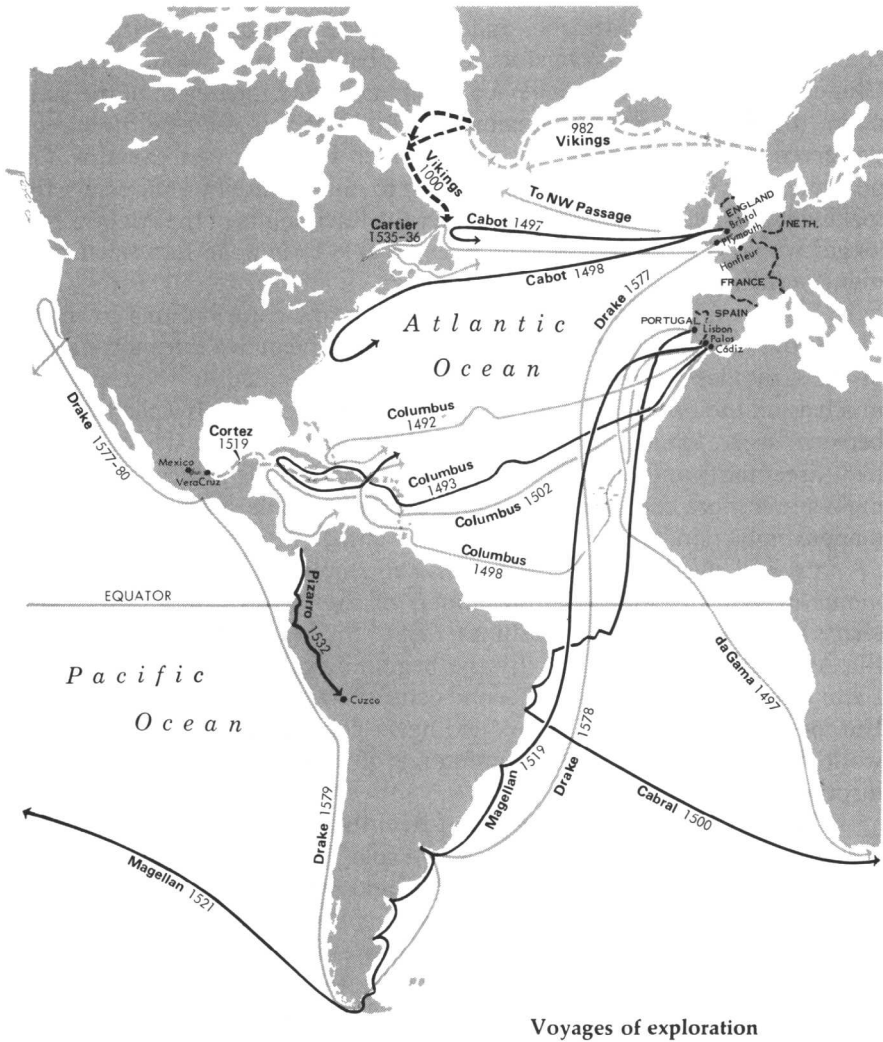 982
Vikings
Vikings
1000
To NW Passage
ENGLAND
Bristol
Plymouth
NETH.
Cartier
1535-36
Cabot 1497
Honfleur
FRANCE
Cabot 1498
Drake 1577
SPAIN
PORTUGAL
Lisbon
Palos
Códiz
Atlantic
Ocean
Drake 1577-80
Columbus
1492
Cortez
1519
Mexico
VeraCruz
Columbus
1493
Columbus 1502
Columbus
1498
EQUATOR
Pizarro 1532
Pacific
Ocean
Cuzco
daGama 1497
Drake 1578
Magellan 1519
Cabral 1500
Drake 1579
Magellan 1521
Voyages of exploration